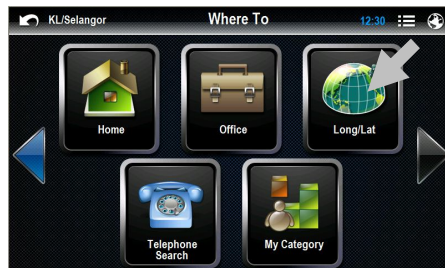 KL/Selangor Where To 12:30
Home Office Long/Lat
Telephone
Search
My Category